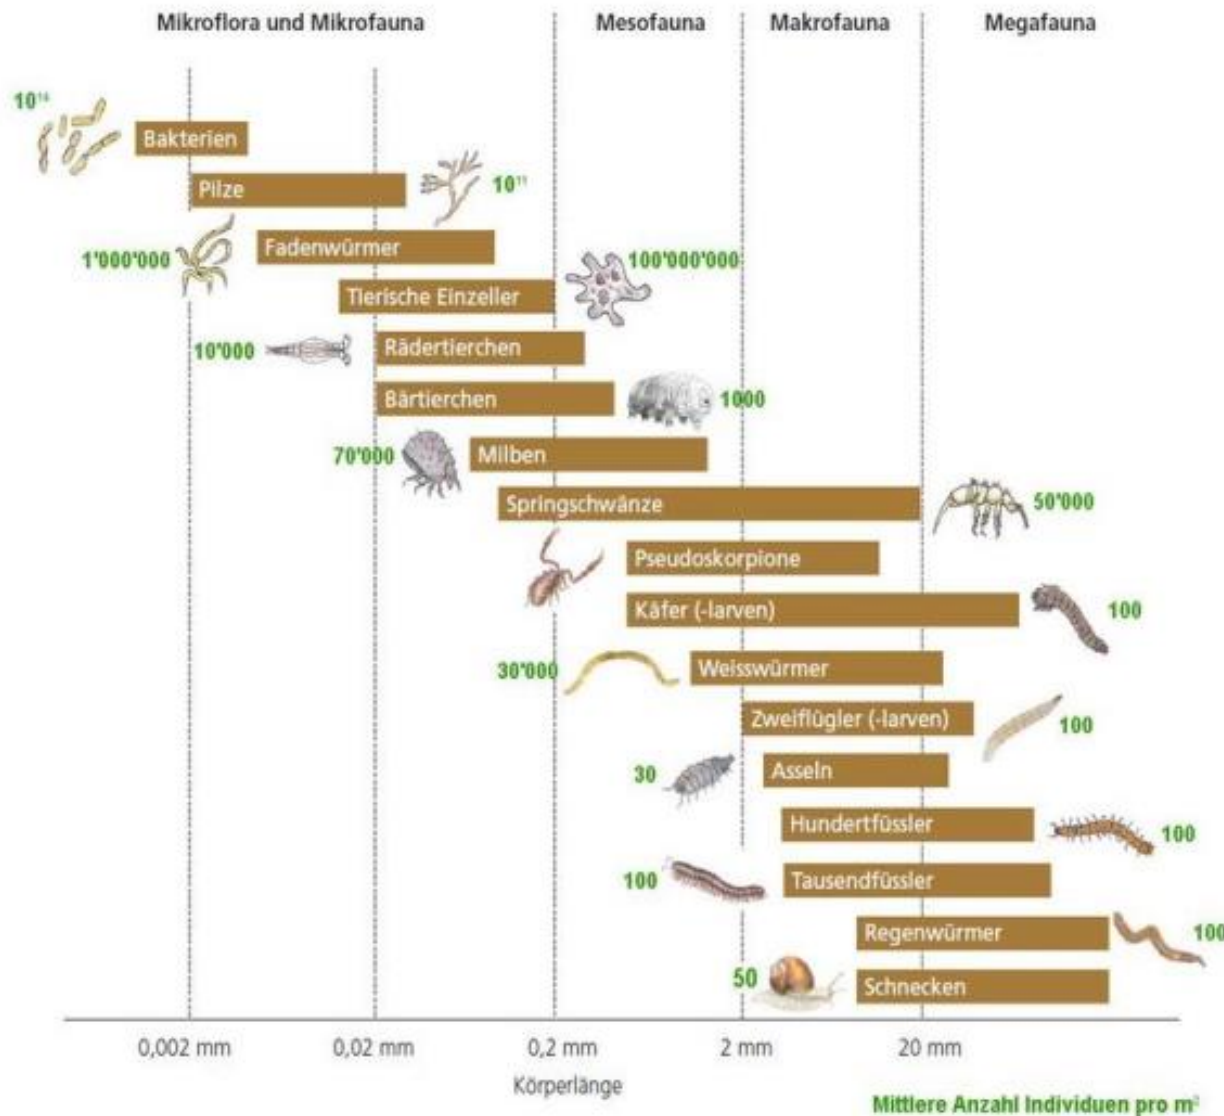 Mikroflora und Mikrofauna
Mesofauna
Makrofauna
Megafauna
10¹⁴
Bakterien
Pilze
10¹¹
Fadenwürmer
1'000'000
100'000'000
Tierische Einzeller
10'000
Rädertierchen
Bärtierchen
1000
70'000
Milben
Springschwänze
50'000
Pseudoskorpione
Käfer (-larven)
100
30'000
Weisswürmer
Zweiflügler (-larven)
100
30
Asseln
Hundertfüssler
100
100
Tausendfüssler
Regenwürmer
100
50
Schnecken
0,002 mm
0,02 mm
0,2 mm
2 mm
20 mm
Körperlänge
Mittlere Anzahl Individuen pro m²